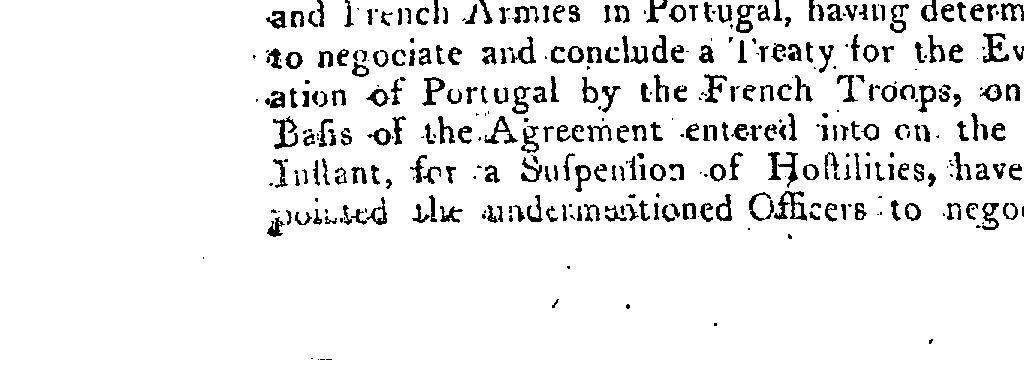 and French Armies in Portugal, having determ
to negociate and conclude a Treaty for the Ev
ation of Portugal by the French Troops, on
Baſis of the Agreement entered into on the
Inſtant, for a Suſpenſion of Hoſtilities, have
pointed the undermentioned Officers to negoc